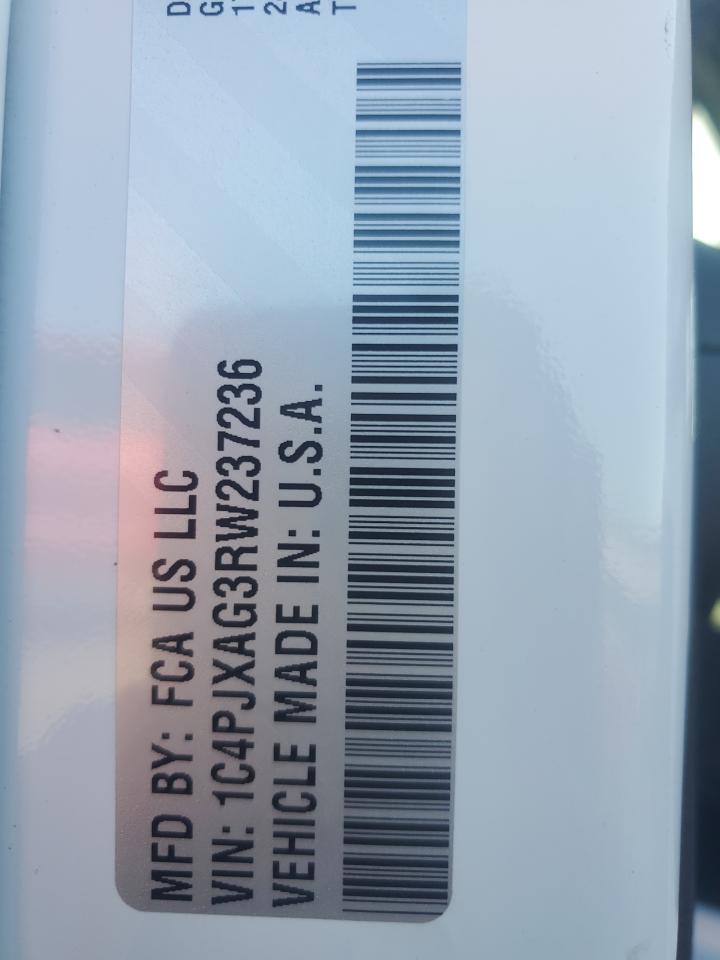 MFD BY: FCA US LLC
VIN: 1C4PJXAG3RW237236
VEHICLE MADE IN: U.S.A.